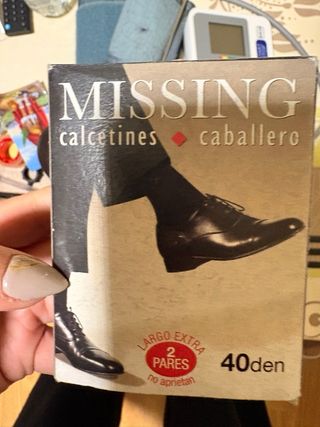 MISSING
calcetines ♦ caballero
LARGO EXTRA
2
PARES
no aprietan
40den